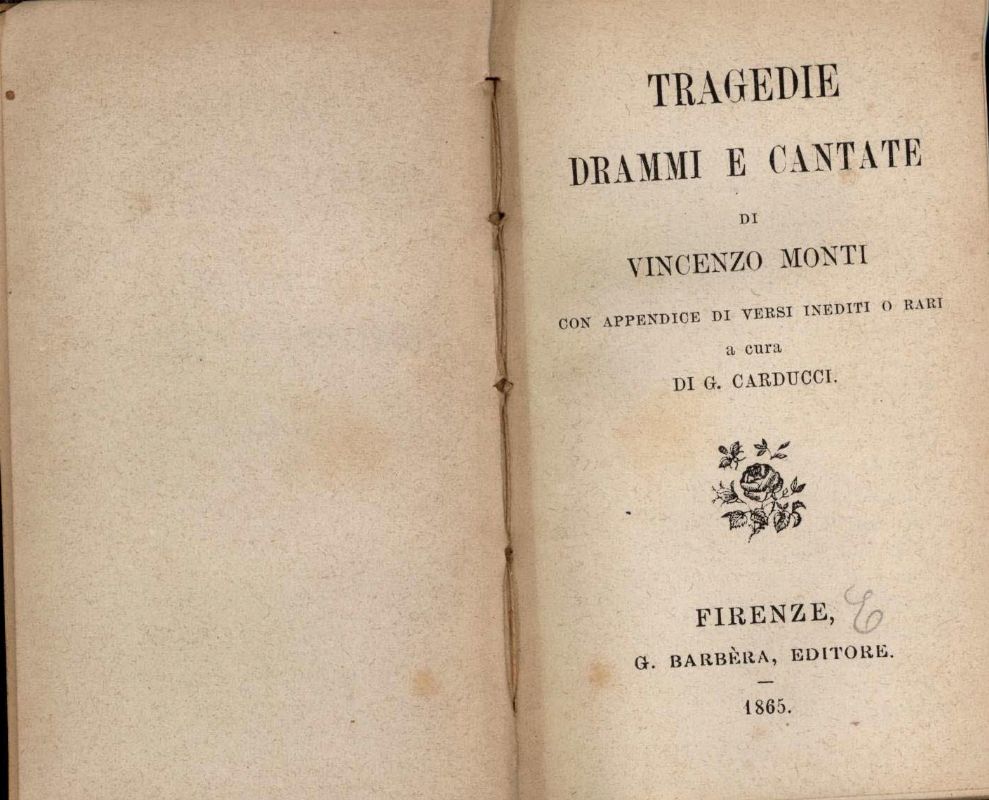 TRAGEDIE
DRAMMI E CANTATE
DI
VINCENZO MONTI
CON APPENDICE DI VERSI INEDITI O RARI
a cura
DI G. CARDUCCI.
FIRENZE,
G. BARBÈRA, EDITORE.
—
1865.